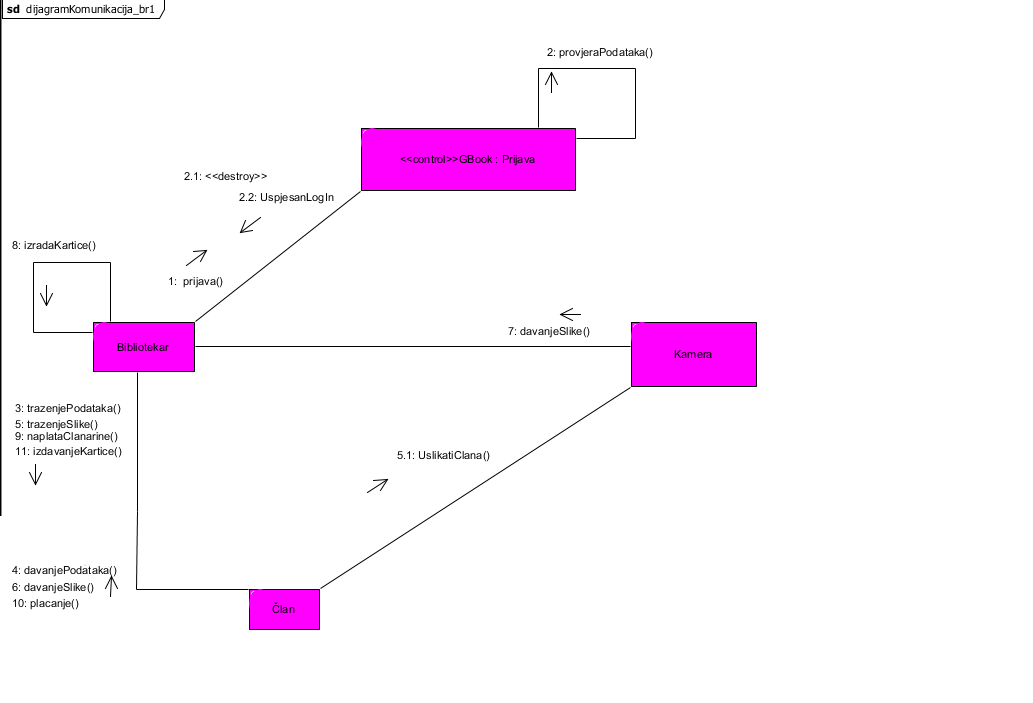 sd dijagramKomunikacija_br1
2: provjeraPodataka()
<<control>>GBook : Prijava
2.1: <<destroy>>
2.2: UspjesanLogIn
8: izradaKartice()
1: prijava()
7: davanjeSlike()
Bibliotekar
Kamera
3: trazenjePodataka()
5: trazenjeSlike()
9: naplataClanarine()
11: izdavanjeKartice()
5.1: UslikatiClana()
4: davanjePodataka()
6: davanjeSlike()
10: placanje()
Član